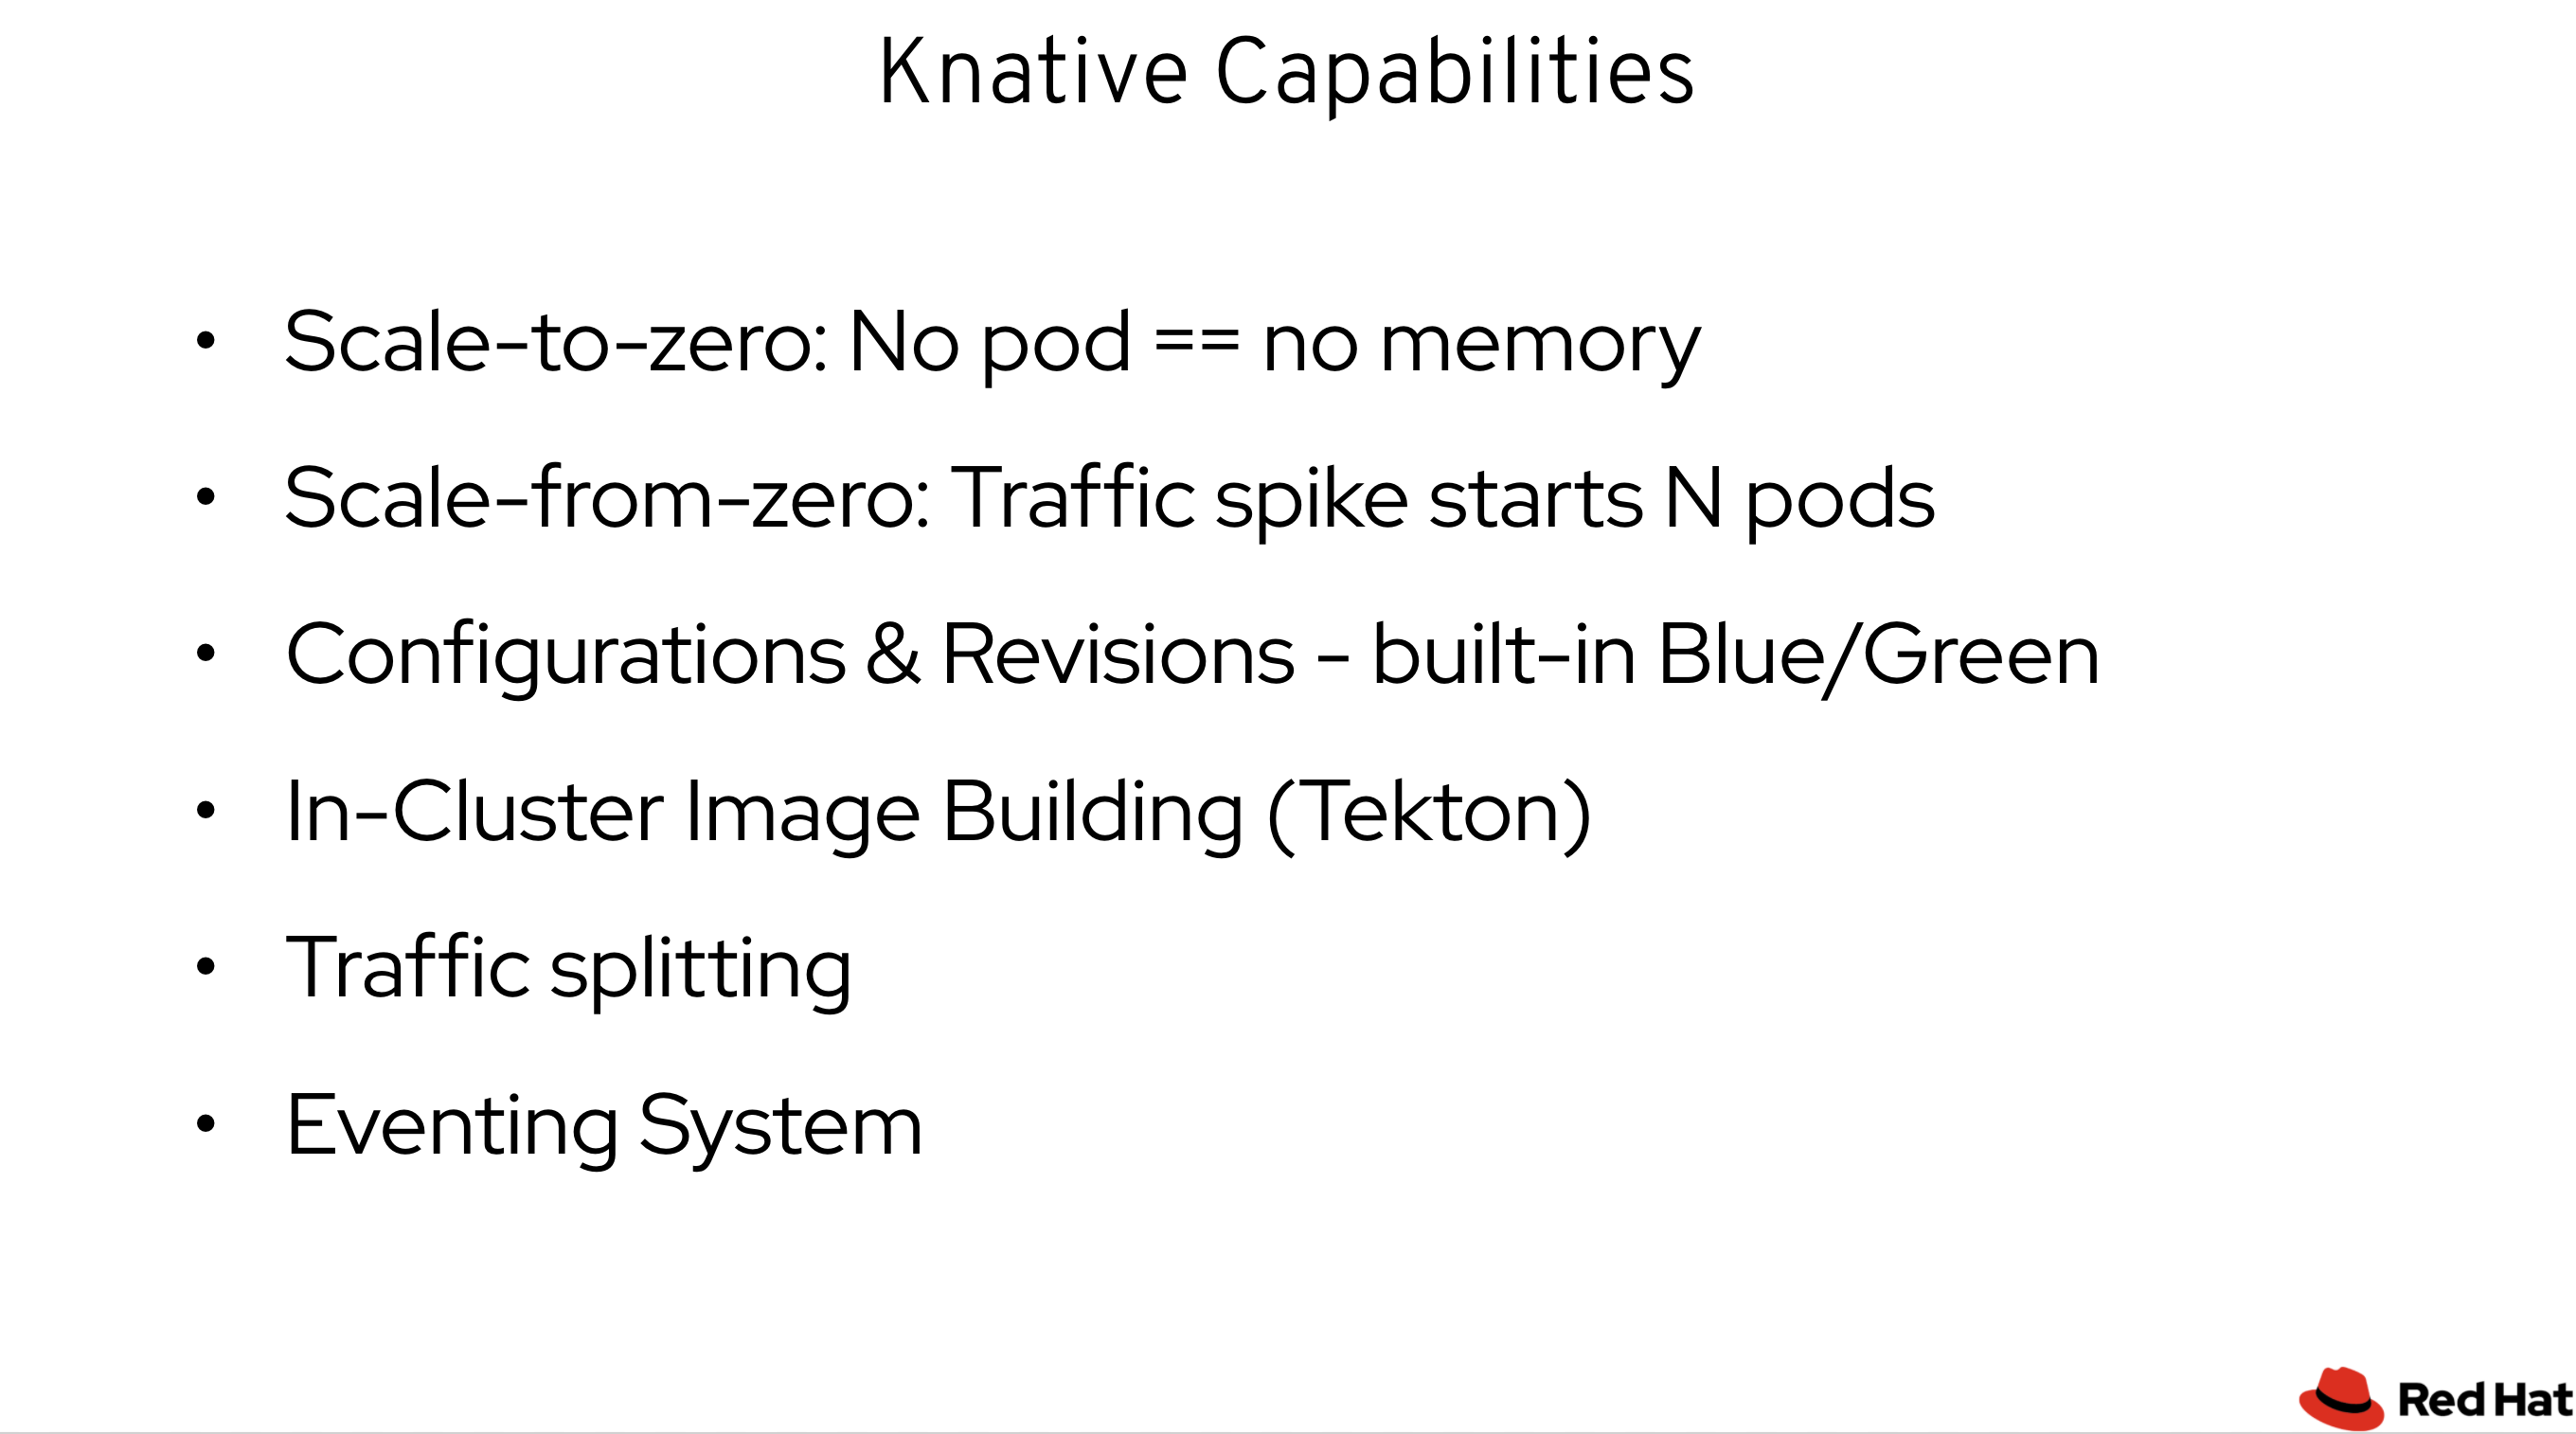 Knative Capabilities
• Scale-to-zero: No pod == no memory
• Scale-from-zero: Traffic spike starts N pods
• Configurations & Revisions - built-in Blue/Green
• In-Cluster Image Building (Tekton)
• Traffic splitting
• Eventing System
Red Hat